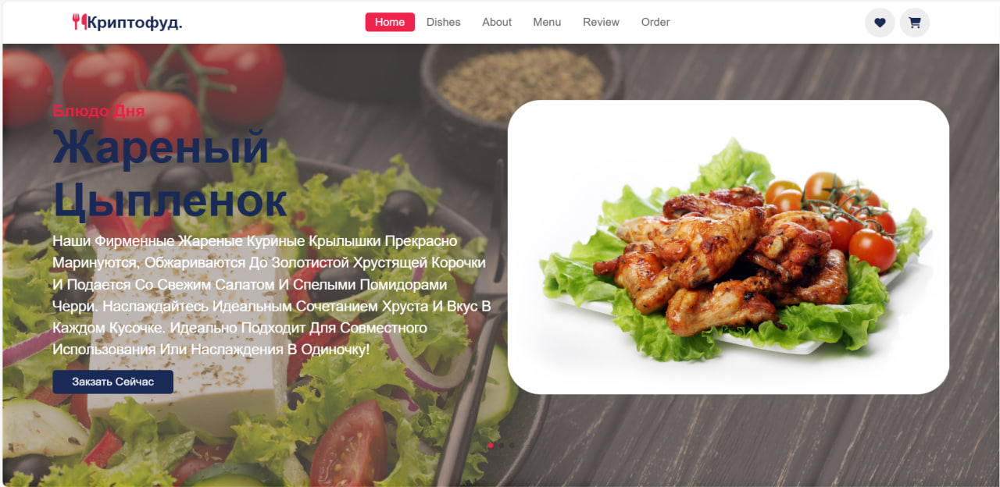 Криптофуд.
Home Dishes About Menu Review Order
Блюдо Дня
Жареный
Цыпленок
Наши Фирменные Жареные Куриные Крылышки Прекрасно
Маринуются, Обжариваются До Золотистой Хрустящей Корочки
И Подается Со Свежим Салатом И Спелыми Помидорами
Черри. Наслаждайтесь Идеальным Сочетанием Хруста И Вкус В
Каждом Кусочке. Идеально Подходит Для Совместного
Использования Или Наслаждения В Одиночку!
Закзать Сейчас